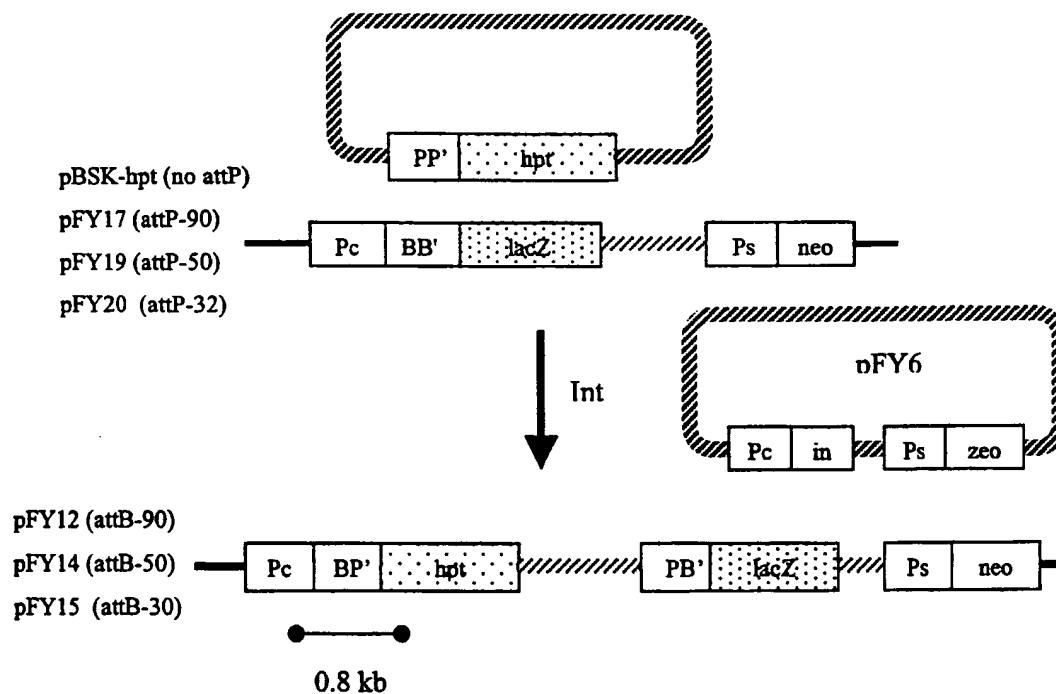 PP' hpt
pBSK-hpt (no attP)
pFY17 (attP-90)
pFY19 (attP-50)
pFY20 (attP-32)
Pc BB' lacZ Ps neo
Int
pFY6
Pc in Ps zeo
pFY12 (attB-90)
pFY14 (attB-50)
pFY15 (attB-30)
Pc BP' hpt PB' lacZ Ps neo
0.8 kb